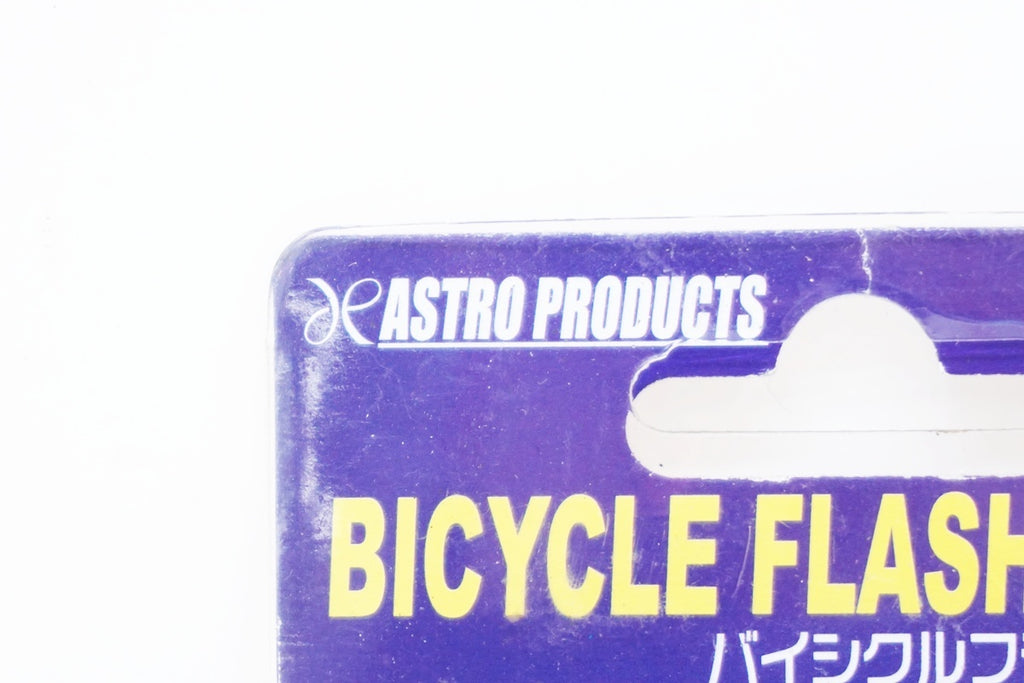 ASTRO PRODUCTS
BICYCLE FLASH
バイシクルフ